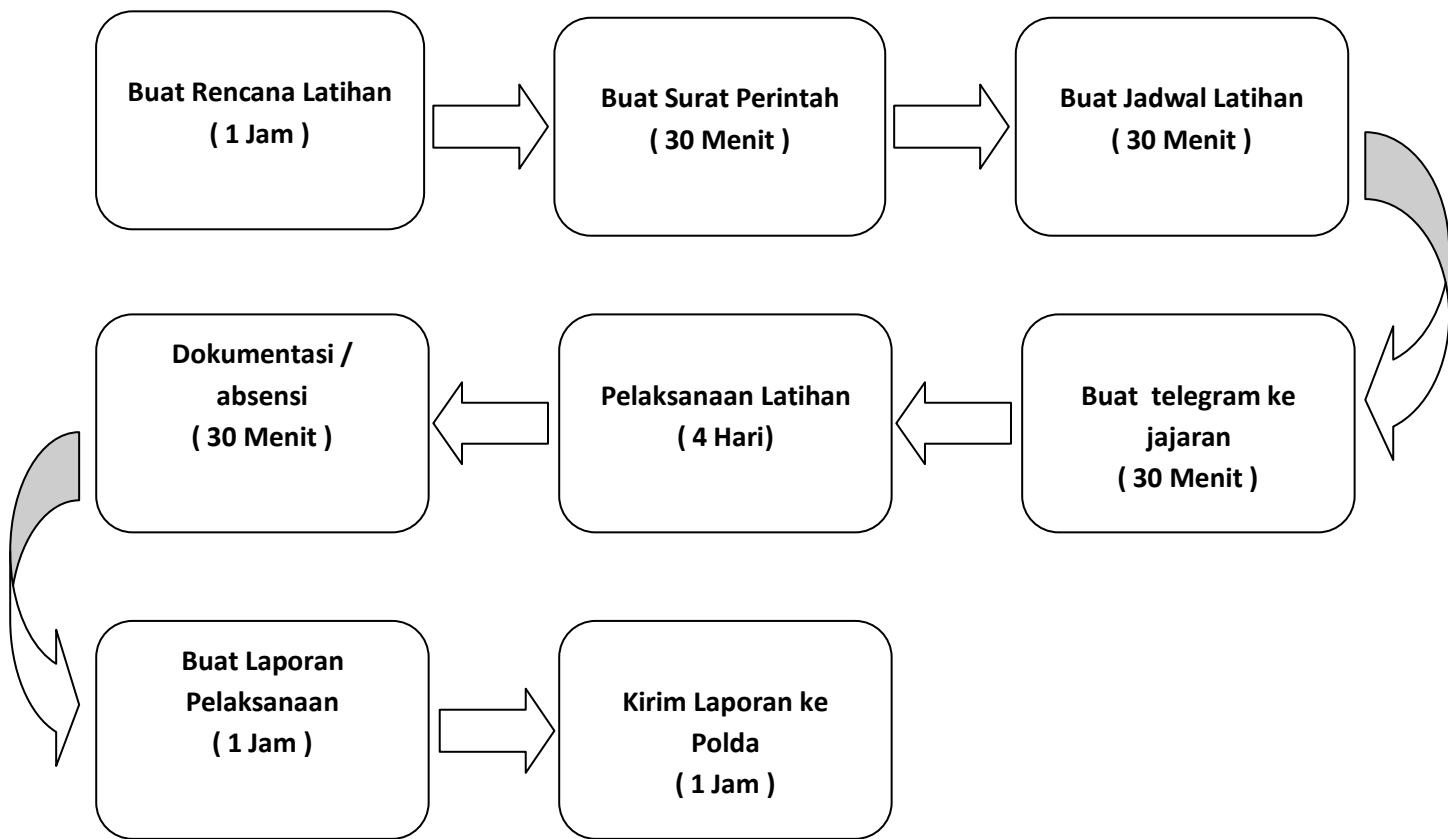 Buat Rencana Latihan
( 1 Jam )
Buat Surat Perintah
( 30 Menit )
Buat Jadwal Latihan
( 30 Menit )
Buat  telegram ke
jajaran
( 30 Menit )
Pelaksanaan Latihan
( 4 Hari)
Dokumentasi /
absensi
( 30 Menit )
Buat Laporan
Pelaksanaan
( 1 Jam )
Kirim Laporan ke
Polda
( 1 Jam )